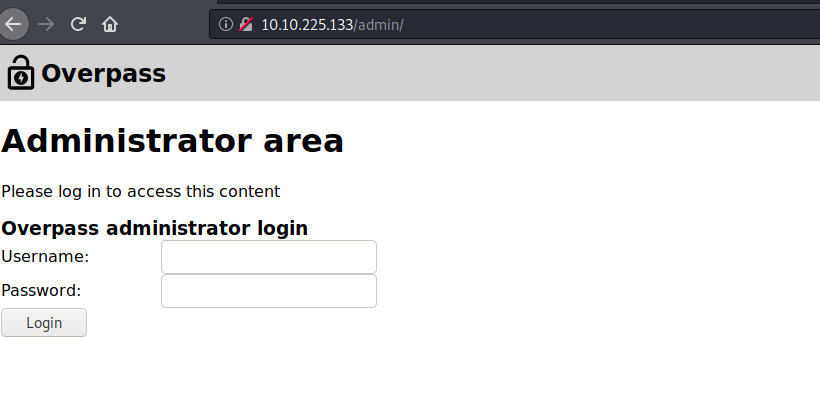 10.10.225.133/admin/
Overpass
Administrator area
Please log in to access this content
Overpass administrator login
Username:
Password:
Login